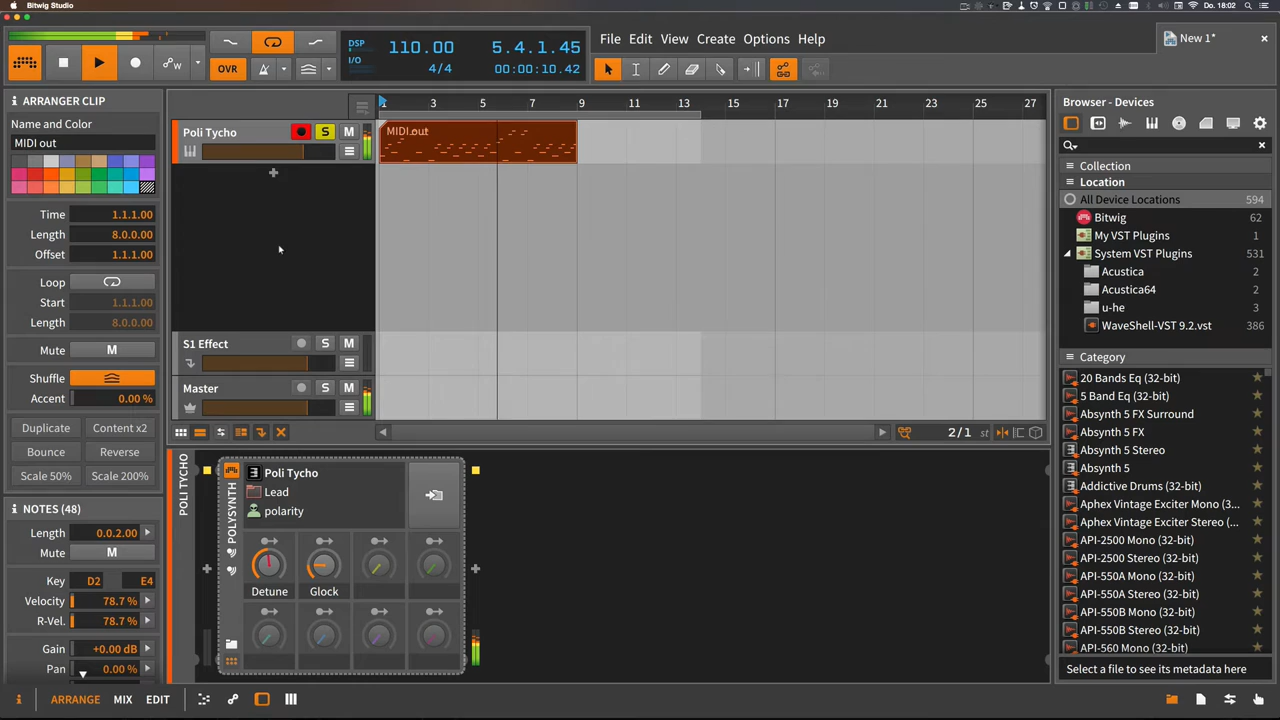 Bitwig Studio
Do. 18:02
DSP
I/O
110.00
4/4
5.4.1.45
00:00:10.42
File
Edit
View
Create
Options
Help
New 1*
OVR
ARRANGER CLIP
Name and Color
MIDI out
Time 1.1.1.00
Length 8.0.0.00
Offset 1.1.1.00
Loop
Start 1.1.1.00
Length 8.0.0.00
Mute M
Shuffle
Accent 0.00 %
Duplicate Content x2
Bounce Reverse
Scale 50% Scale 200%
NOTES (48)
Length 0.0.2.00
Mute M
Key D2 E4
Velocity 78.7 %
R-Vel. 78.7 %
Gain +0.00 dB
Pan 0.00 %
1 3 5 7 9 11 13 15 17 19 21 23 25 27
Poli Tycho S M
MIDI out
S1 Effect S M
Master S M
2/1 st
POLI TYCHO
POLYSYNTH
Poli Tycho
Lead
polarity
Detune Glock
Browser - Devices
Collection
Location
All Device Locations 594
Bitwig 62
My VST Plugins 1
System VST Plugins 531
Acustica 2
Acustica64 2
u-he 3
WaveShell-VST 9.2.vst 386
Category
20 Bands Eq (32-bit)
5 Band Eq (32-bit)
Absynth 5 FX Surround
Absynth 5 FX
Absynth 5 Stereo
Absynth 5
Addictive Drums (32-bit)
Aphex Vintage Exciter Mono (3...
Aphex Vintage Exciter Stereo (...
API-2500 Mono (32-bit)
API-2500 Stereo (32-bit)
API-550A Mono (32-bit)
API-550A Stereo (32-bit)
API-550B Mono (32-bit)
API-550B Stereo (32-bit)
API-560 Mono (32-bit)
Select a file to see its metadata here
ARRANGE MIX EDIT